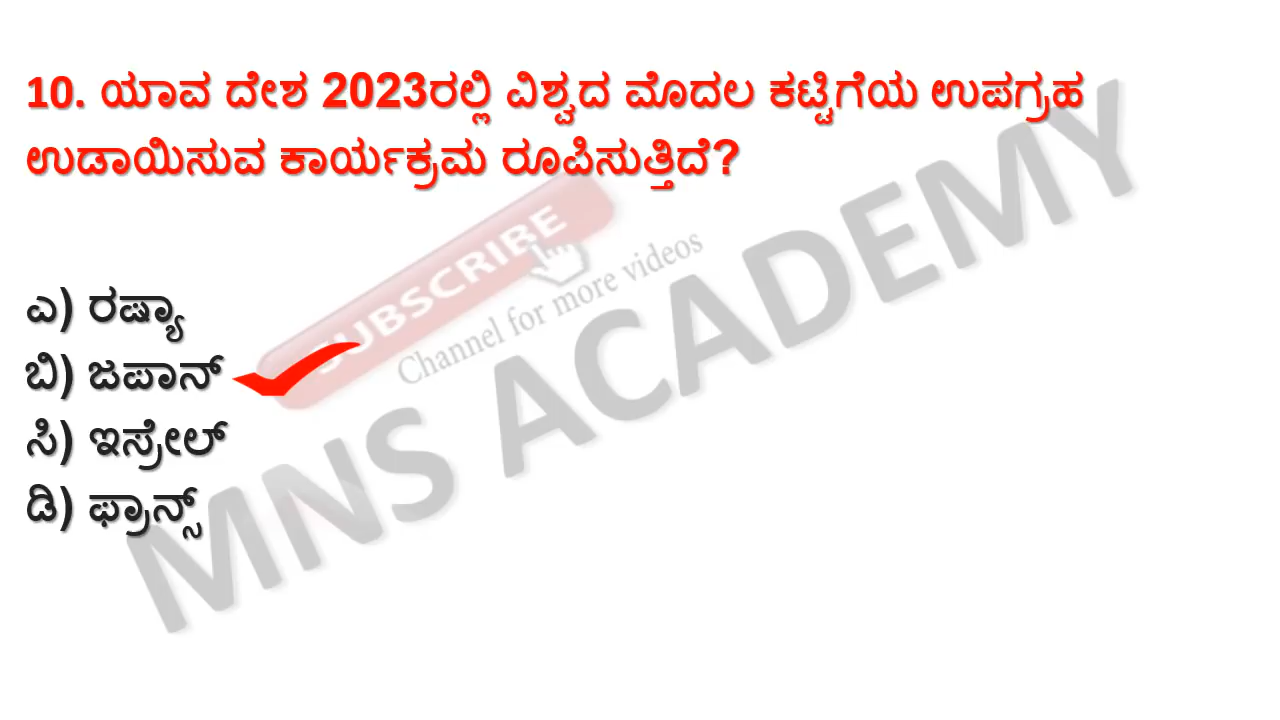 10. ಯಾವ ದೇಶ 2023ರಲ್ಲಿ ವಿಶ್ವದ ಮೊದಲ ಕಟ್ಟಿಗೆಯ ಉಪಗ್ರಹ
ಉಡಾಯಿಸುವ ಕಾರ್ಯಕ್ರಮ ರೂಪಿಸುತ್ತಿದೆ?
ಎ) ರಷ್ಯಾ
ಬಿ) ಜಪಾನ್
ಸಿ) ಇಸ್ರೇಲ್
ಡಿ) ಫ್ರಾನ್ಸ್
SUBSCRIBE
Channel for more videos
MNS ACADEMY